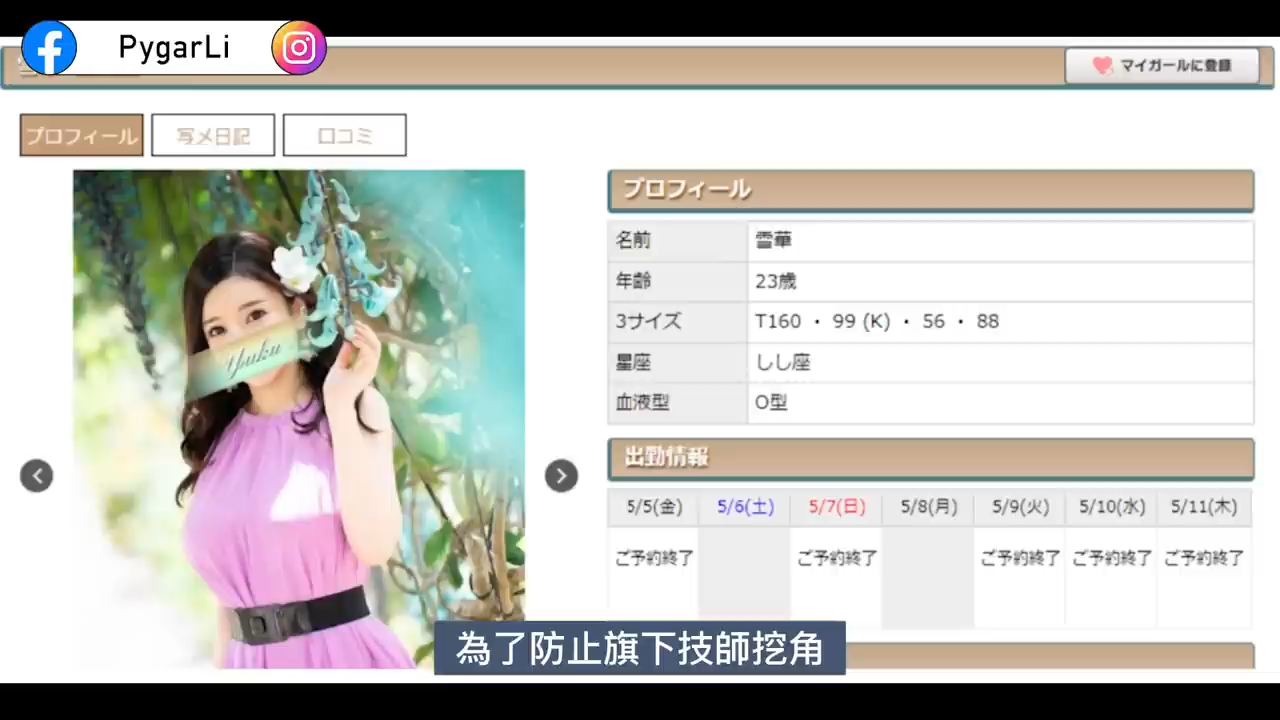 PygarLi
マイガールに登録
プロフィール
写メ日記
口コミ
Yuuku
プロフィール
名前 雪華
年齢 23歳
3サイズ T160 ・ 99 (K) ・ 56 ・ 88
星座 しし座
血液型 O型
出勤情報
5/5(金) 5/6(土) 5/7(日) 5/8(月) 5/9(火) 5/10(水) 5/11(木)
ご予約終了 ご予約終了 ご予約終了 ご予約終了 ご予約終了
為了防止旗下技師挖角